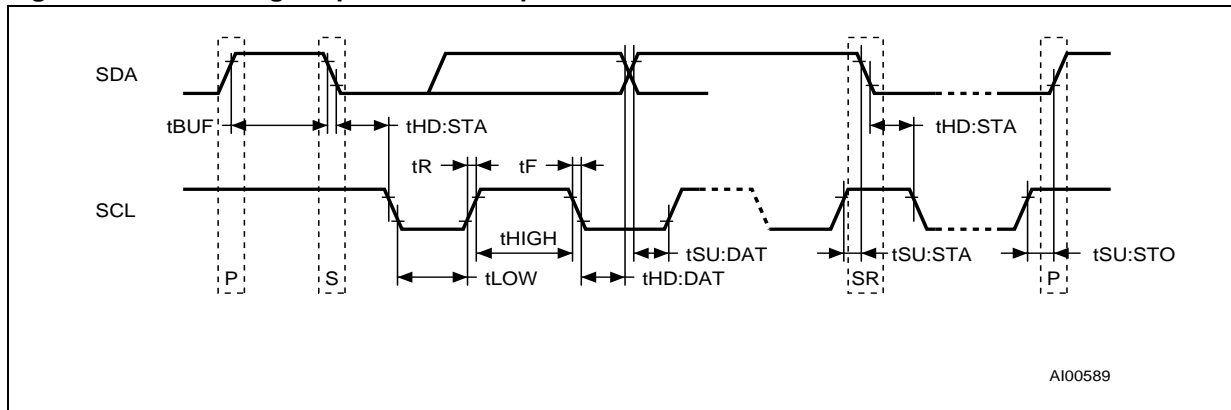 SDA
tBUF
tHD:STA
tHD:STA
tR
tF
SCL
tHIGH
tSU:DAT
tSU:STA
tSU:STO
P
S
tLOW
tHD:DAT
SR
P
AI00589